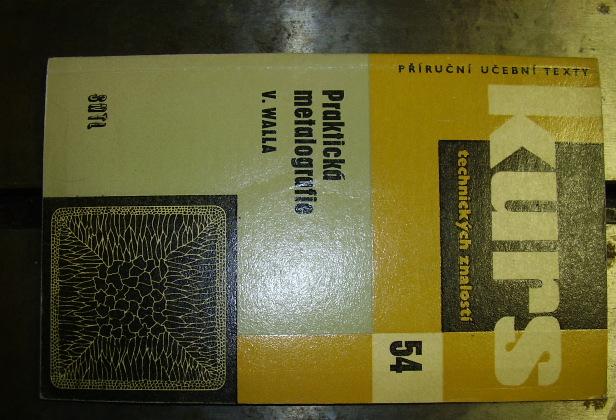 PŘÍRUČNÍ UČEBNÍ TEXTY
kurs
technických znalostí
54
Praktická
metalografie
V. WALLA
SNTL